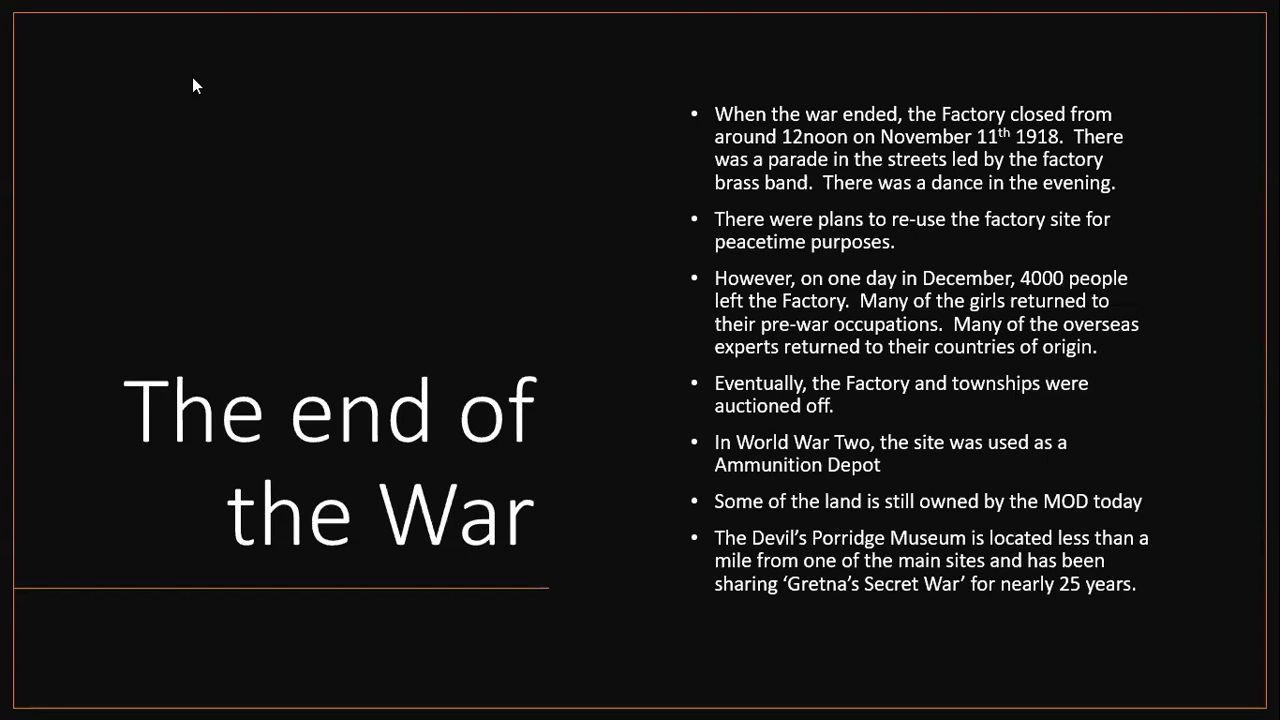 The end of
the War
• When the war ended, the Factory closed from
around 12noon on November 11th 1918.  There
was a parade in the streets led by the factory
brass band.  There was a dance in the evening.
• There were plans to re-use the factory site for
peacetime purposes.
• However, on one day in December, 4000 people
left the Factory.  Many of the girls returned to
their pre-war occupations.  Many of the overseas
experts returned to their countries of origin.
• Eventually, the Factory and townships were
auctioned off.
• In World War Two, the site was used as a
Ammunition Depot
• Some of the land is still owned by the MOD today
• The Devil’s Porridge Museum is located less than a
mile from one of the main sites and has been
sharing ‘Gretna’s Secret War’ for nearly 25 years.